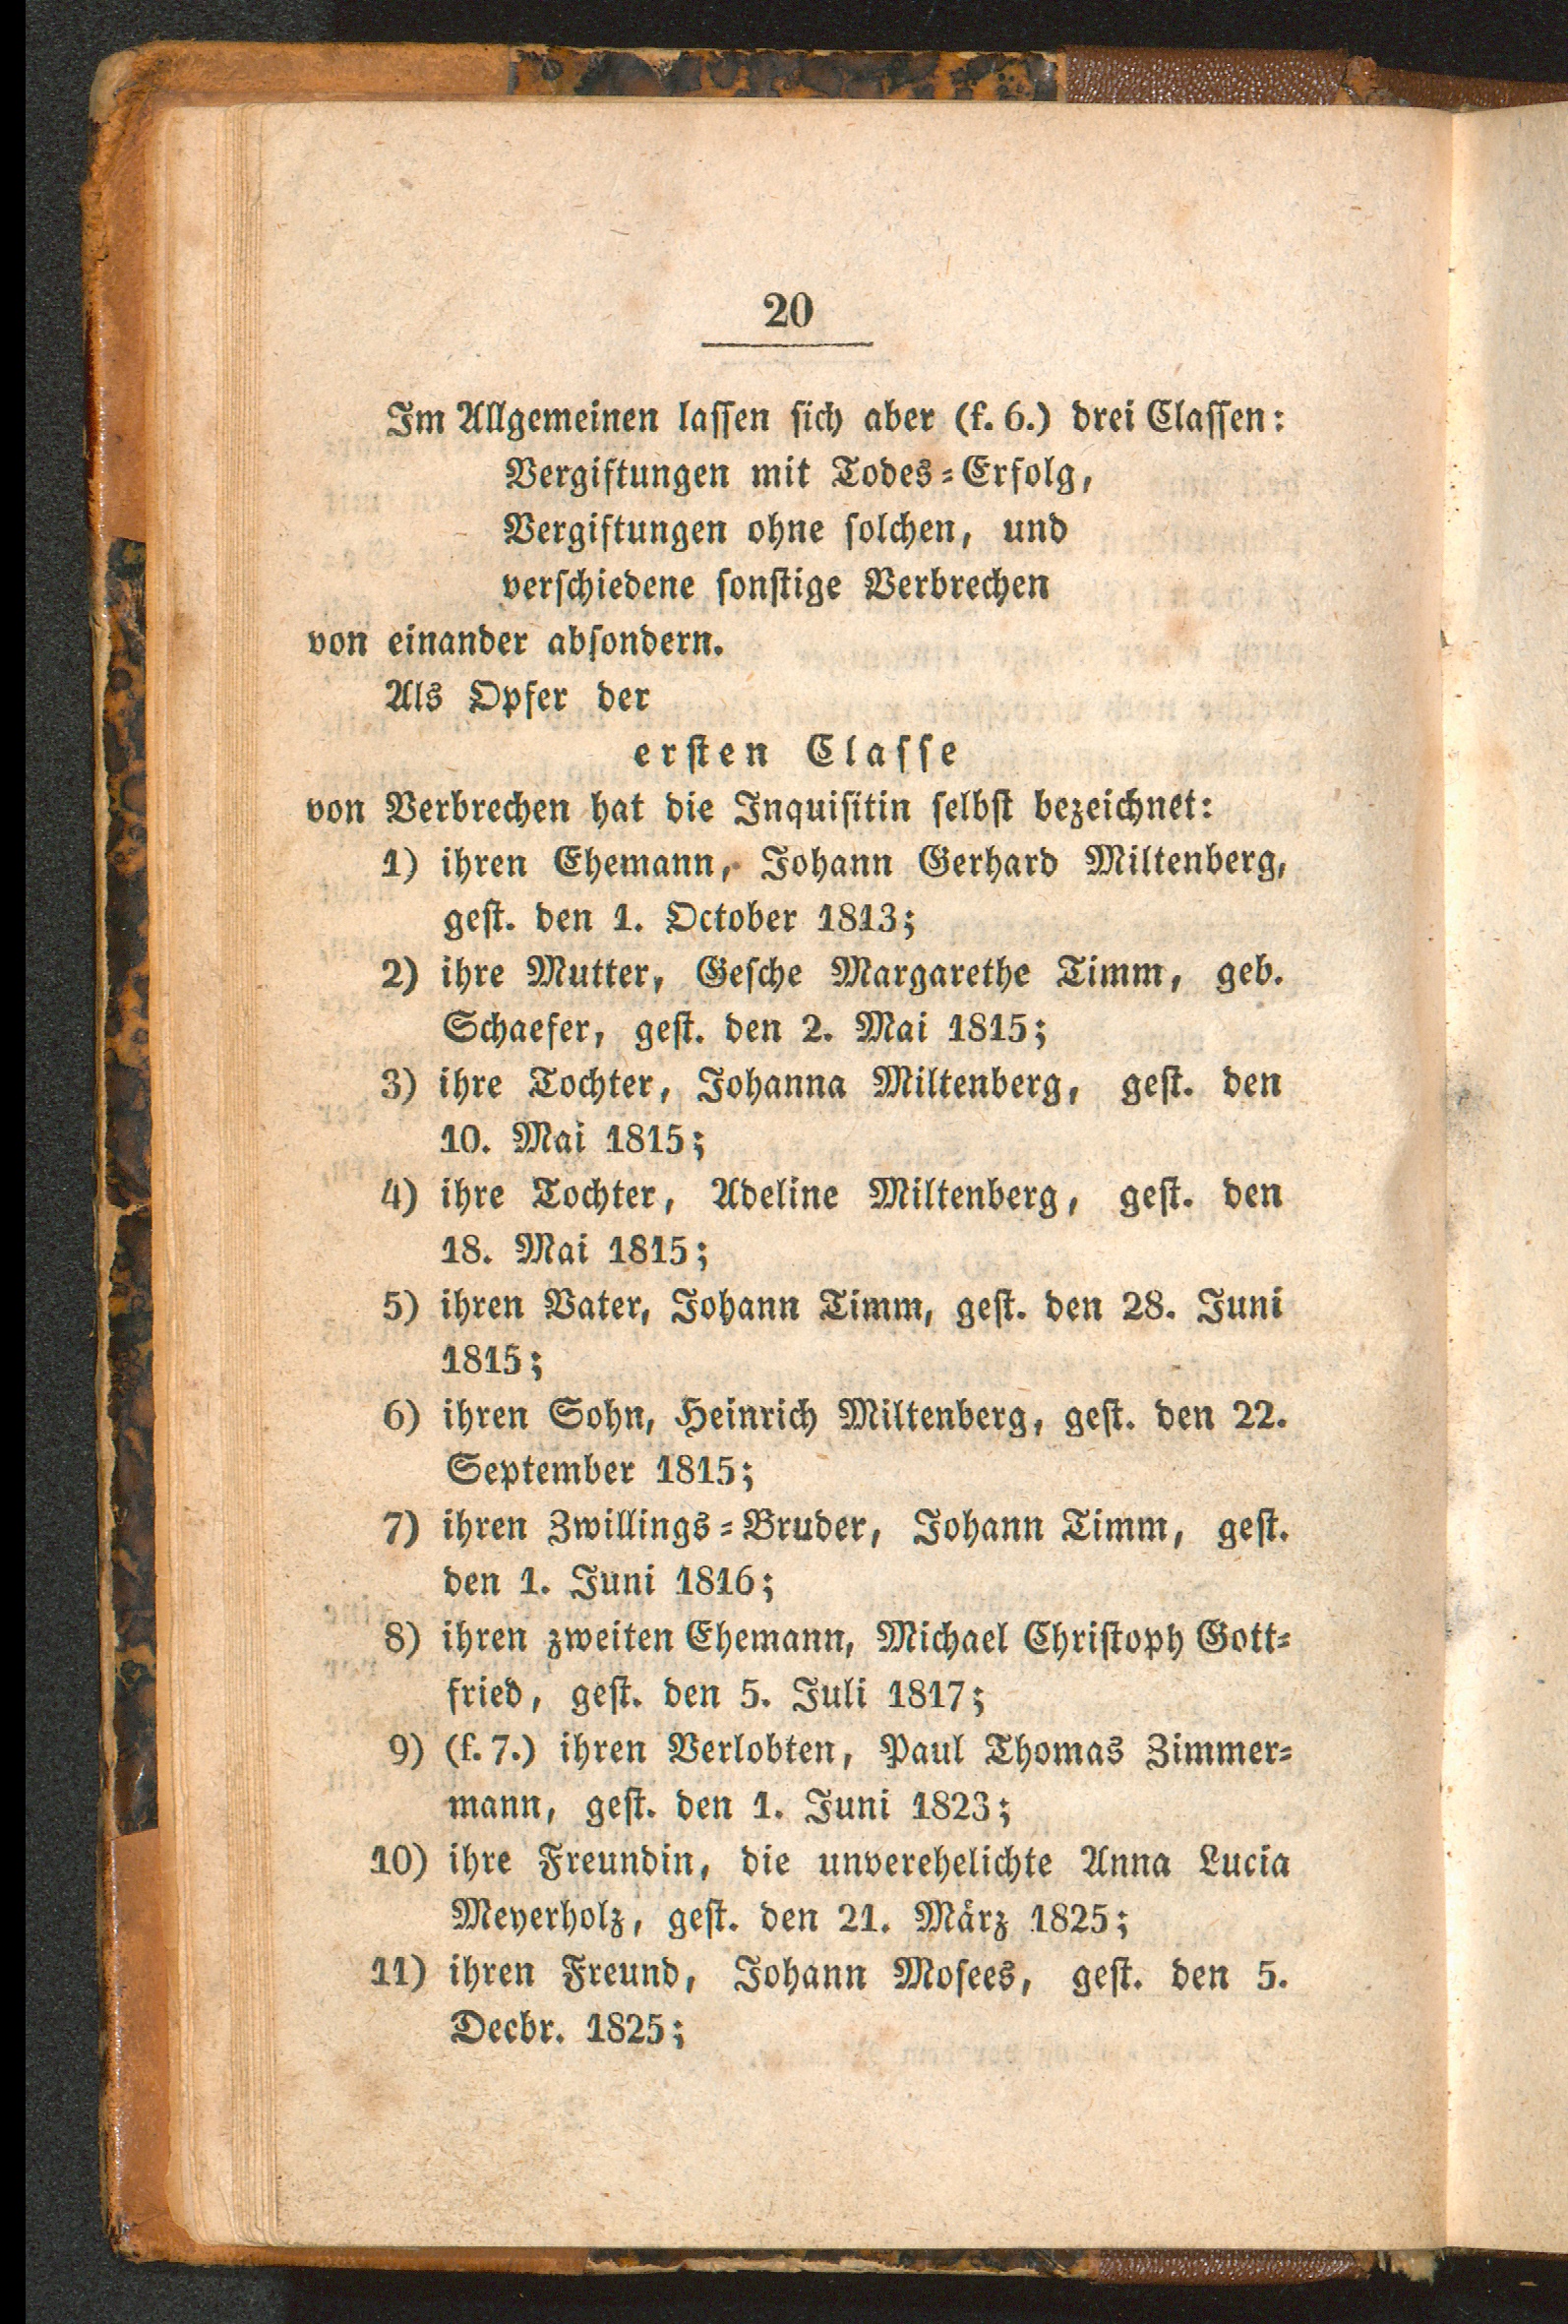 20
Im Allgemeinen lassen sich aber (f. 6.) drei Classen:
Vergiftungen mit Todes-Erfolg,
Vergiftungen ohne solchen, und
verschiedene sonstige Verbrechen
von einander absondern.
Als Opfer der
ersten Classe
von Verbrechen hat die Inquisitin selbst bezeichnet:
1) ihren Ehemann, Johann Gerhard Miltenberg,
gest. den 1. October 1813;
2) ihre Mutter, Gesche Margarethe Timm, geb.
Schaefer, gest. den 2. Mai 1815;
3) ihre Tochter, Johanna Miltenberg, gest. den
10. Mai 1815;
4) ihre Tochter, Adeline Miltenberg, gest. den
18. Mai 1815;
5) ihren Vater, Johann Timm, gest. den 28. Juni
1815;
6) ihren Sohn, Heinrich Miltenberg, gest. den 22.
September 1815;
7) ihren Zwillings-Bruder, Johann Timm, gest.
den 1. Juni 1816;
8) ihren zweiten Ehemann, Michael Christoph Gott-
fried, gest. den 5. Juli 1817;
9) (f. 7.) ihren Verlobten, Paul Thomas Zimmer-
mann, gest. den 1. Juni 1823;
10) ihre Freundin, die unverehelichte Anna Lucia
Meyerholz, gest. den 21. März 1825;
11) ihren Freund, Johann Mosees, gest. den 5.
Decbr. 1825;